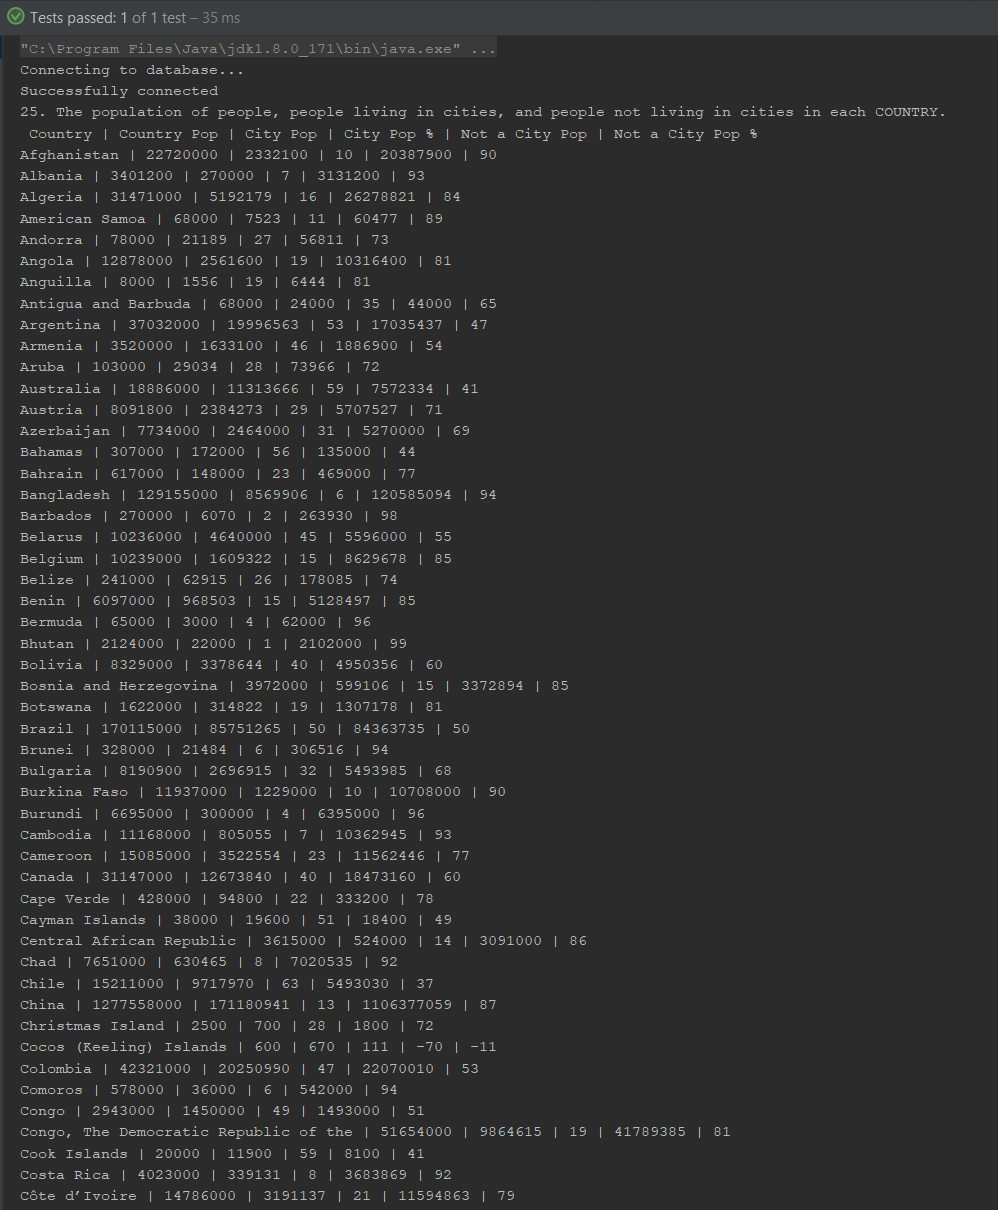 Tests passed: 1 of 1 test – 35 ms
"C:\Program Files\Java\jdk1.8.0_171\bin\java.exe" ...
Connecting to database...
Successfully connected
25. The population of people, people living in cities, and people not living in cities in each COUNTRY.
Country | Country Pop | City Pop | City Pop % | Not a City Pop | Not a City Pop %
Afghanistan | 22720000 | 2332100 | 10 | 20387900 | 90
Albania | 3401200 | 270000 | 7 | 3131200 | 93
Algeria | 31471000 | 5192179 | 16 | 26278821 | 84
American Samoa | 68000 | 7523 | 11 | 60477 | 89
Andorra | 78000 | 21189 | 27 | 56811 | 73
Angola | 12878000 | 2561600 | 19 | 10316400 | 81
Anguilla | 8000 | 1556 | 19 | 6444 | 81
Antigua and Barbuda | 68000 | 24000 | 35 | 44000 | 65
Argentina | 37032000 | 19996563 | 53 | 17035437 | 47
Armenia | 3520000 | 1633100 | 46 | 1886900 | 54
Aruba | 103000 | 29034 | 28 | 73966 | 72
Australia | 18886000 | 11313666 | 59 | 7572334 | 41
Austria | 8091800 | 2384273 | 29 | 5707527 | 71
Azerbaijan | 7734000 | 2464000 | 31 | 5270000 | 69
Bahamas | 307000 | 172000 | 56 | 135000 | 44
Bahrain | 617000 | 148000 | 23 | 469000 | 77
Bangladesh | 129155000 | 8569906 | 6 | 120585094 | 94
Barbados | 270000 | 6070 | 2 | 263930 | 98
Belarus | 10236000 | 4640000 | 45 | 5596000 | 55
Belgium | 10239000 | 1609322 | 15 | 8629678 | 85
Belize | 241000 | 62915 | 26 | 178085 | 74
Benin | 6097000 | 968503 | 15 | 5128497 | 85
Bermuda | 65000 | 3000 | 4 | 62000 | 96
Bhutan | 2124000 | 22000 | 1 | 2102000 | 99
Bolivia | 8329000 | 3378644 | 40 | 4950356 | 60
Bosnia and Herzegovina | 3972000 | 599106 | 15 | 3372894 | 85
Botswana | 1622000 | 314822 | 19 | 1307178 | 81
Brazil | 170115000 | 85751265 | 50 | 84363735 | 50
Brunei | 328000 | 21484 | 6 | 306516 | 94
Bulgaria | 8190900 | 2696915 | 32 | 5493985 | 68
Burkina Faso | 11937000 | 1229000 | 10 | 10708000 | 90
Burundi | 6695000 | 300000 | 4 | 6395000 | 96
Cambodia | 11168000 | 805055 | 7 | 10362945 | 93
Cameroon | 15085000 | 3522554 | 23 | 11562446 | 77
Canada | 31147000 | 12673840 | 40 | 18473160 | 60
Cape Verde | 428000 | 94800 | 22 | 333200 | 78
Cayman Islands | 38000 | 19600 | 51 | 18400 | 49
Central African Republic | 3615000 | 524000 | 14 | 3091000 | 86
Chad | 7651000 | 630465 | 8 | 7020535 | 92
Chile | 15211000 | 9717970 | 63 | 5493030 | 37
China | 1277558000 | 171180941 | 13 | 1106377059 | 87
Christmas Island | 2500 | 700 | 28 | 1800 | 72
Cocos (Keeling) Islands | 600 | 670 | 111 | -70 | -11
Colombia | 42321000 | 20250990 | 47 | 22070010 | 53
Comoros | 578000 | 36000 | 6 | 542000 | 94
Congo | 2943000 | 1450000 | 49 | 1493000 | 51
Congo, The Democratic Republic of the | 51654000 | 9864615 | 19 | 41789385 | 81
Cook Islands | 20000 | 11900 | 59 | 8100 | 41
Costa Rica | 4023000 | 339131 | 8 | 3683869 | 92
Côte d’Ivoire | 14786000 | 3191137 | 21 | 11594863 | 79